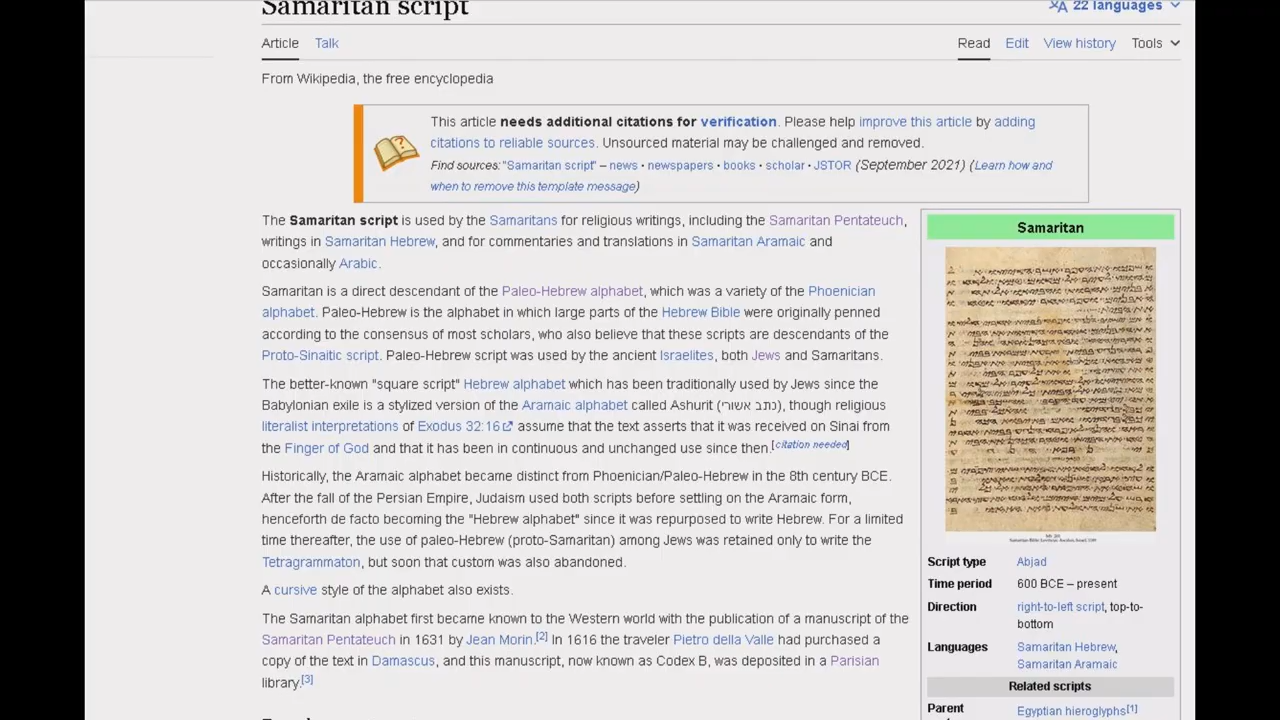 Samaritan script
22 languages
Article Talk
Read Edit View history Tools
From Wikipedia, the free encyclopedia
This article needs additional citations for verification. Please help improve this article by adding
citations to reliable sources. Unsourced material may be challenged and removed.
Find sources: "Samaritan script" – news · newspapers · books · scholar · JSTOR (September 2021) (Learn how and
when to remove this template message)
The Samaritan script is used by the Samaritans for religious writings, including the Samaritan Pentateuch,
writings in Samaritan Hebrew, and for commentaries and translations in Samaritan Aramaic and
occasionally Arabic.
Samaritan is a direct descendant of the Paleo-Hebrew alphabet, which was a variety of the Phoenician
alphabet. Paleo-Hebrew is the alphabet in which large parts of the Hebrew Bible were originally penned
according to the consensus of most scholars, who also believe that these scripts are descendants of the
Proto-Sinaitic script. Paleo-Hebrew script was used by the ancient Israelites, both Jews and Samaritans.
The better-known "square script" Hebrew alphabet which has been traditionally used by Jews since the
Babylonian exile is a stylized version of the Aramaic alphabet called Ashurit (כתב אשורי), though religious
literalist interpretations of Exodus 32:16 assume that the text asserts that it was received on Sinai from
the Finger of God and that it has been in continuous and unchanged use since then.[citation needed]
Historically, the Aramaic alphabet became distinct from Phoenician/Paleo-Hebrew in the 8th century BCE.
After the fall of the Persian Empire, Judaism used both scripts before settling on the Aramaic form,
henceforth de facto becoming the "Hebrew alphabet" since it was repurposed to write Hebrew. For a limited
time thereafter, the use of paleo-Hebrew (proto-Samaritan) among Jews was retained only to write the
Tetragrammaton, but soon that custom was also abandoned.
A cursive style of the alphabet also exists.
The Samaritan alphabet first became known to the Western world with the publication of a manuscript of the
Samaritan Pentateuch in 1631 by Jean Morin.[2] In 1616 the traveler Pietro della Valle had purchased a
copy of the text in Damascus, and this manuscript, now known as Codex B, was deposited in a Parisian
library.[3]
Samaritan
Script type Abjad
Time period 600 BCE – present
Direction right-to-left script, top-to-
bottom
Languages Samaritan Hebrew,
Samaritan Aramaic
Related scripts
Parent Egyptian hieroglyphs[1]